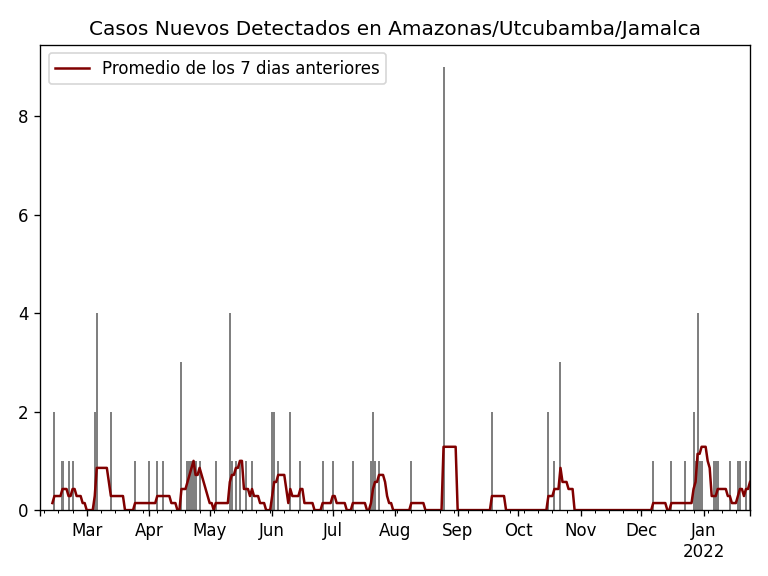 Casos Nuevos Detectados en Amazonas/Utcubamba/Jamalca
Promedio de los 7 dias anteriores
8
6
4
2
0
Mar Apr May Jun Jul Aug Sep Oct Nov Dec Jan
2022